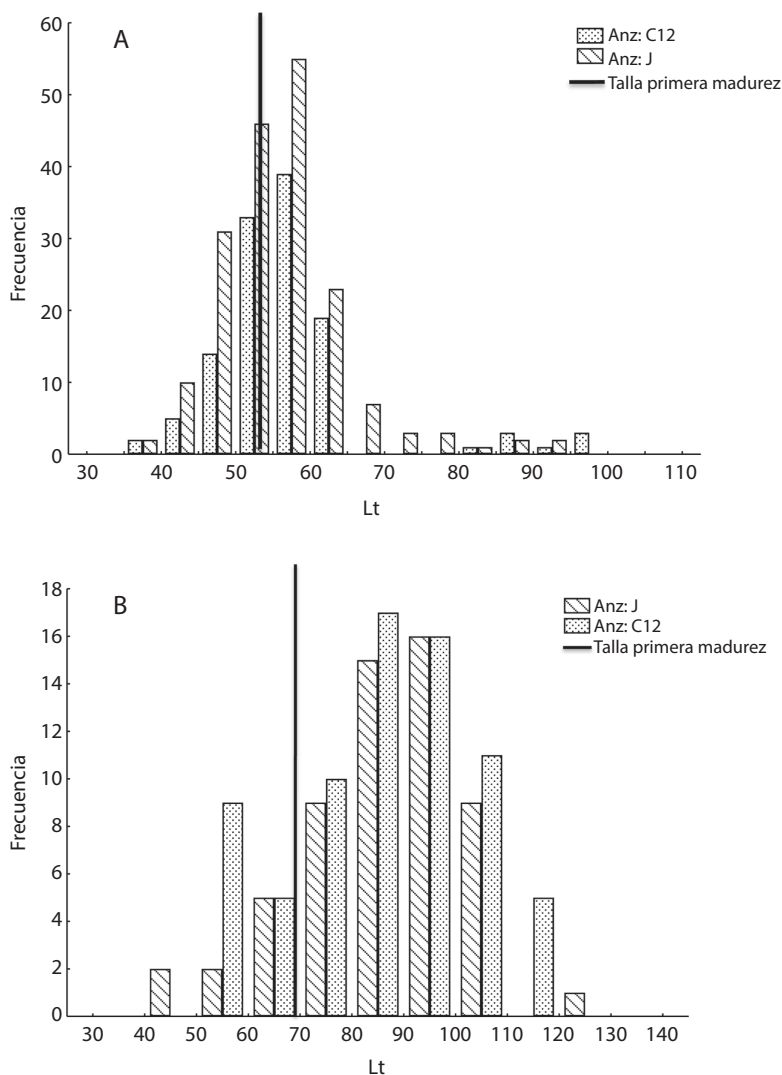 A
Anz: C12
Anz: J
Talla primera madurez
Frecuencia
60
50
40
30
20
10
0
30 40 50 60 70 80 90 100 110
Lt
B
Anz: J
Anz: C12
Talla primera madurez
Frecuencia
18
16
14
12
10
8
6
4
2
0
30 40 50 60 70 80 90 100 110 120 130 140
Lt